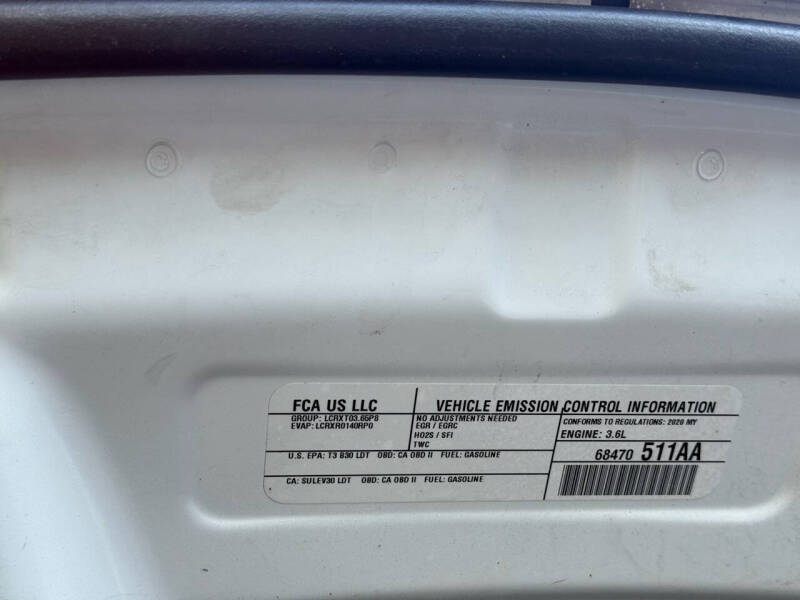 FCA US LLC
GROUP: LCRXT03.65P8
EVAP: LCRXR0140RP0
VEHICLE EMISSION CONTROL INFORMATION
NO ADJUSTMENTS NEEDED
EGR / EGRC
HO2S / SFI
TWC
CONFORMS TO REGULATIONS: 2020 MY
ENGINE: 3.6L
U.S. EPA: T3 B30 LDT OBD: CA OBD II FUEL: GASOLINE
CA: SULEV30 LDT OBD: CA OBD II FUEL: GASOLINE
68470 511AA